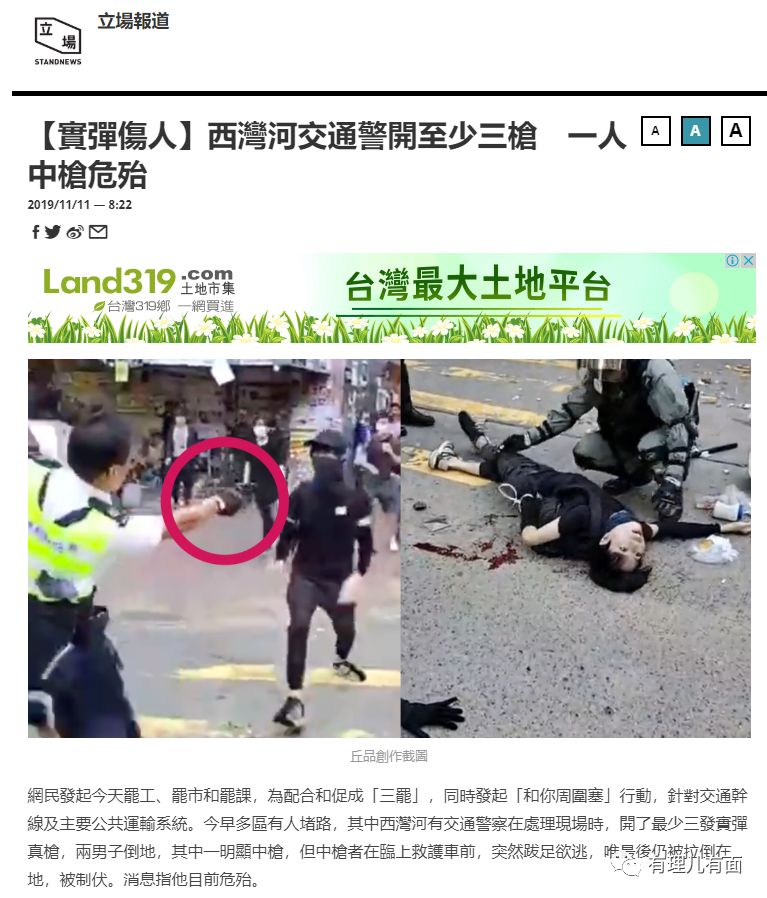 立場報道
立場
STANDNEWS
【實彈傷人】西灣河交通警開至少三槍　一人
中槍危殆
A A A
2019/11/11 — 8:22
Land319.com
土地市集
台灣319鄉 一網買進
台灣最大土地平台
丘品創作截圖
網民發起今天罷工、罷市和罷課，為配合和促成「三罷」，同時發起「和你周圍塞」行動，針對交通幹
線及主要公共運輸系統。今早多區有人堵路，其中西灣河有交通警察在處理現場時，開了最少三發實彈
真槍，兩男子倒地，其中一明顯中槍，但中槍者在臨上救護車前，突然跋足欲逃，唯最後仍被拉倒在
地，被制伏。消息指他目前危殆。
有理儿有面